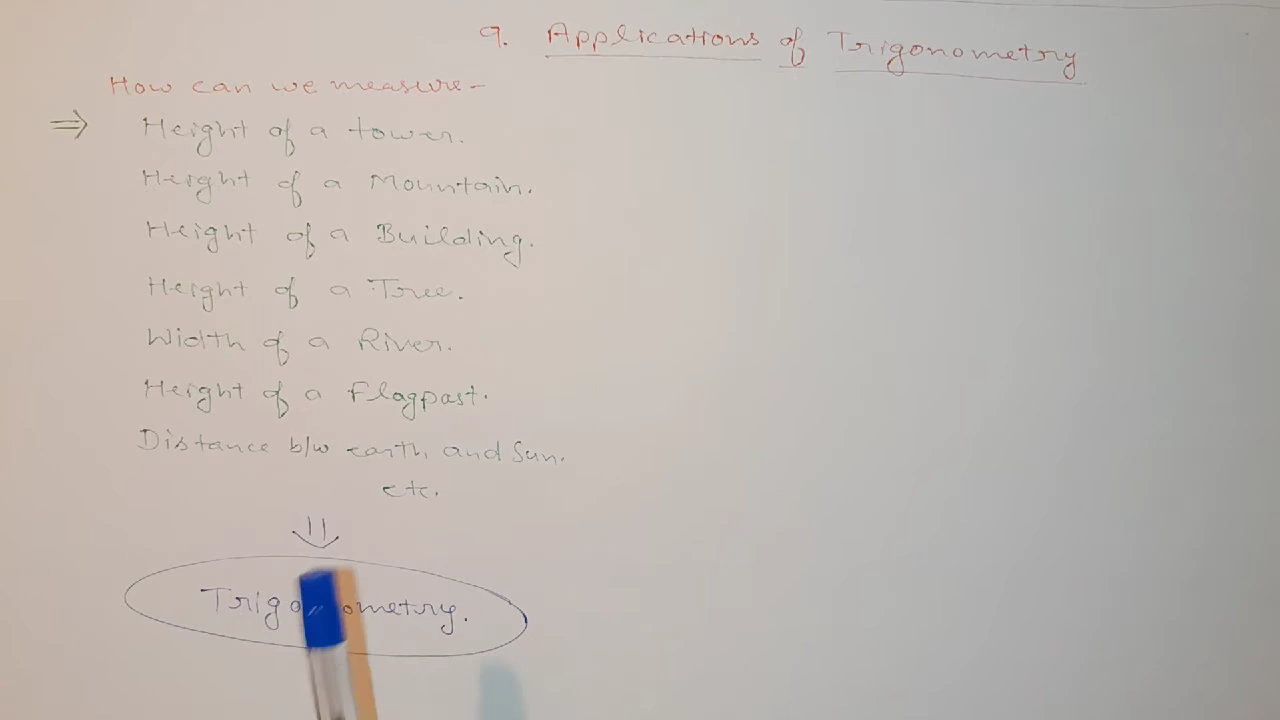 9. Applications of Trigonometry
How can we measure-
⇒ Height of a tower.
Height of a Mountain.
Height of a Building.
Height of a Tree.
Width of a River.
Height of a Flagpast.
Distance b/w earth and Sun.
etc.
Trigonometry.